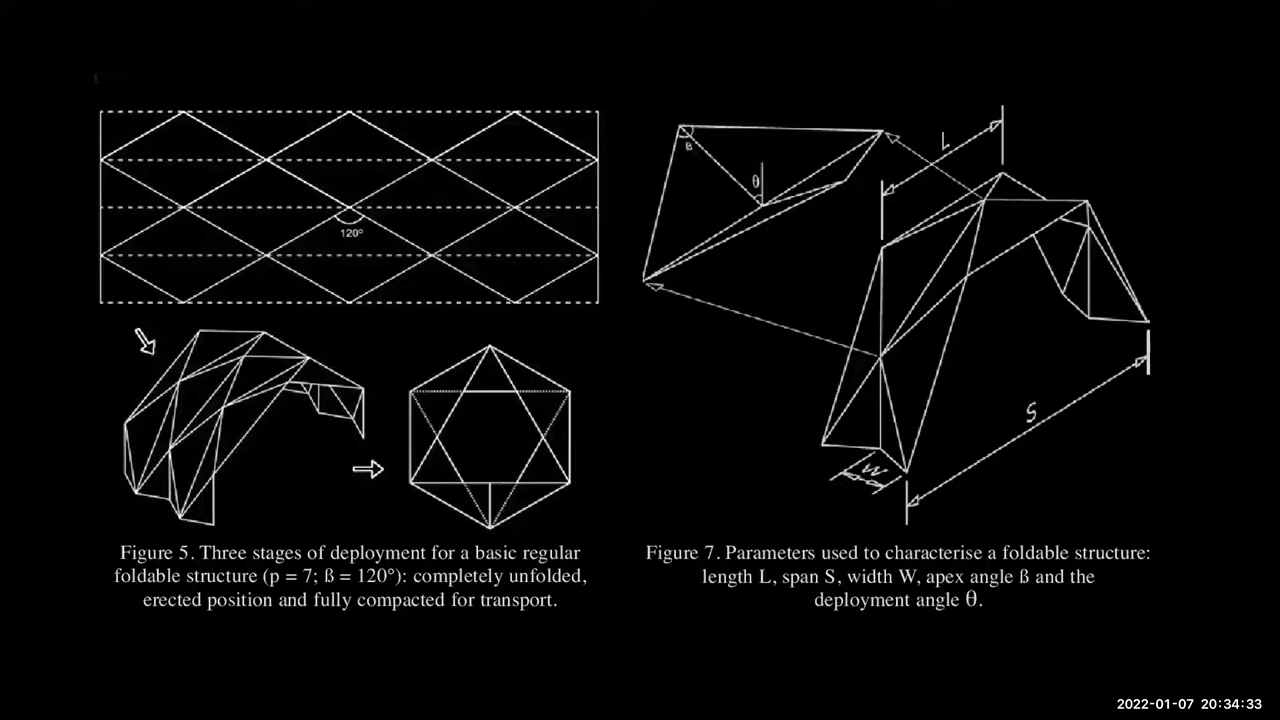 120°
Figure 5. Three stages of deployment for a basic regular
foldable structure (p = 7; ß = 120°): completely unfolded,
erected position and fully compacted for transport.
ß
θ
L
S
W
Figure 7. Parameters used to characterise a foldable structure:
length L, span S, width W, apex angle ß and the
deployment angle θ.
2022-01-07 20:34:33